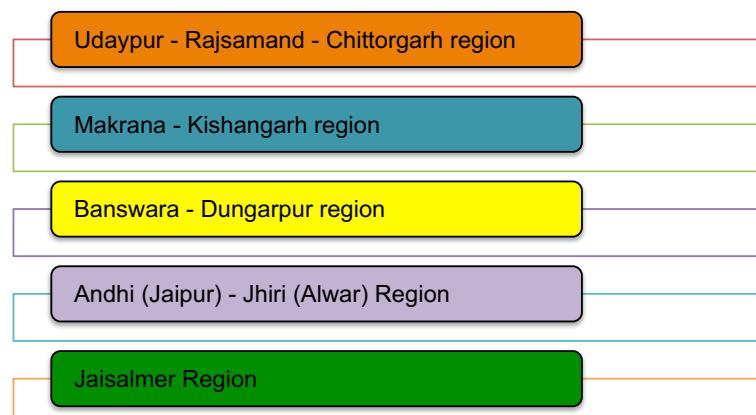 Udaypur - Rajsamand - Chittorgarh region
Makrana - Kishangarh region
Banswara - Dungarpur region
Andhi (Jaipur) - Jhiri (Alwar) Region
Jaisalmer Region